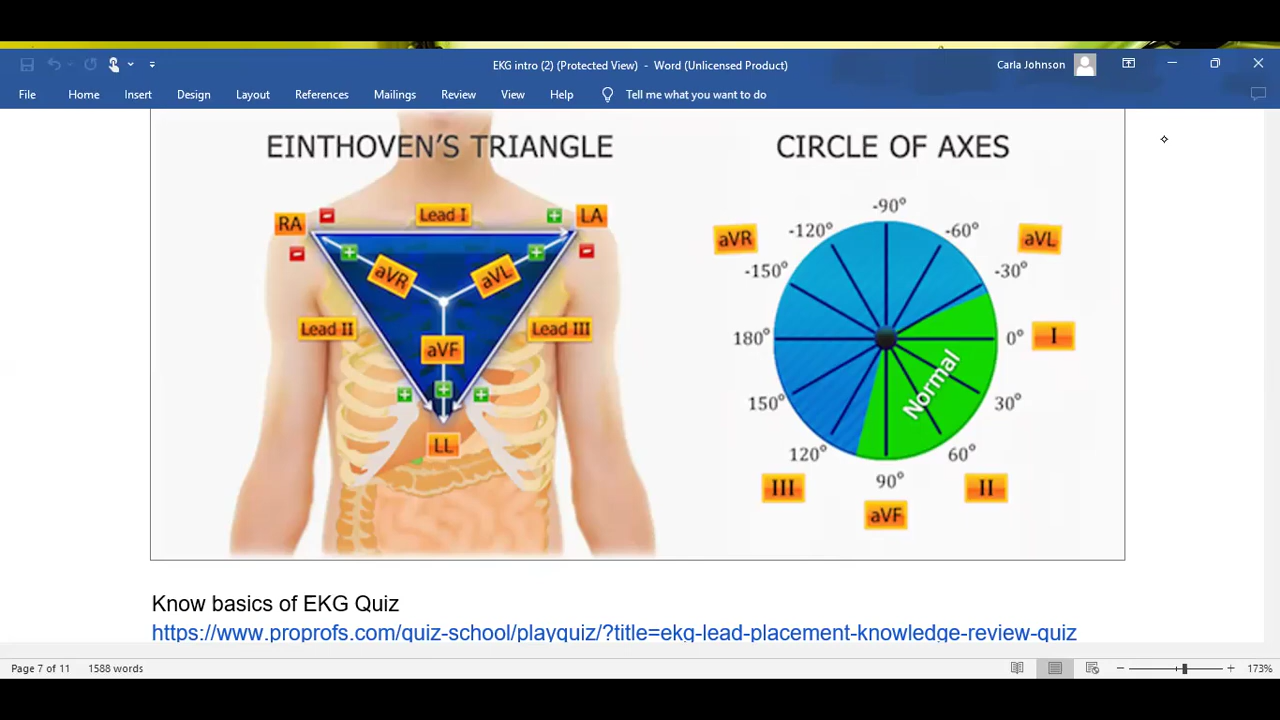 EKG intro (2) (Protected View) - Word (Unlicensed Product)
Carla Johnson
File Home Insert Design Layout References Mailings Review View Help Tell me what you want to do
EINTHOVEN'S TRIANGLE
RA - Lead I + LA
- + + -
aVR aVL
Lead II Lead III
aVF
+ + +
LL
CIRCLE OF AXES
-90°
-120° -60°
aVR aVL
-150° -30°
180° 0° I
Normal
150° 30°
120° 60°
90°
III II
aVF
Know basics of EKG Quiz
https://www.proprofs.com/quiz-school/playquiz/?title=ekg-lead-placement-knowledge-review-quiz
Page 7 of 11 1588 words
173%